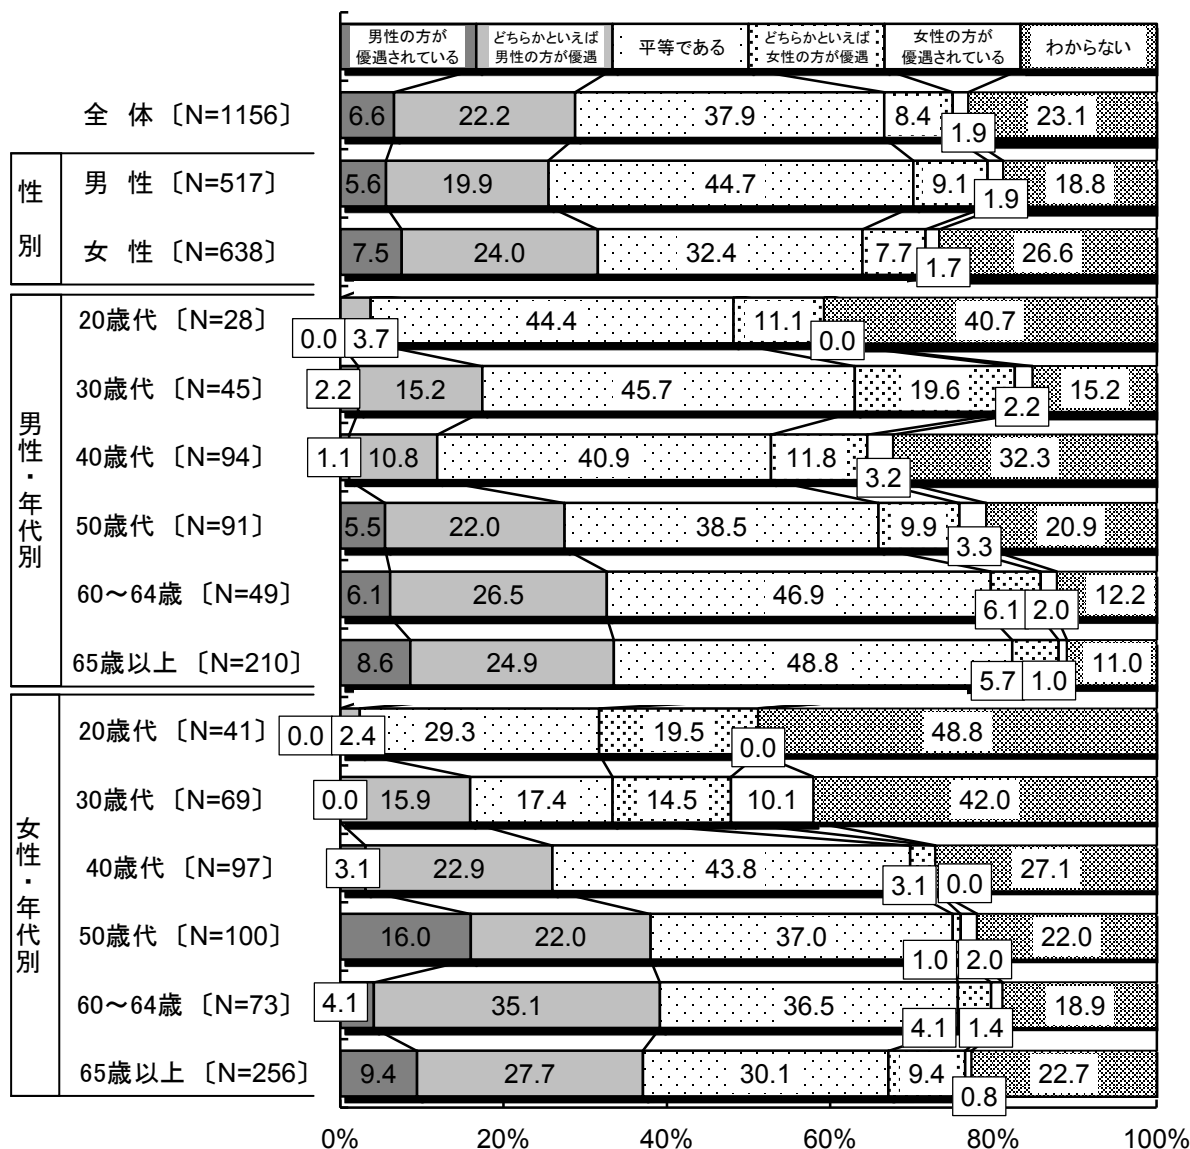 男性の方が
優遇されている
どちらかといえば
男性の方が優遇
平等である
どちらかといえば
女性の方が優遇
女性の方が
優遇されている
わからない
全 体 〔N=1156〕 6.6 22.2 37.9 8.4 1.9 23.1
性別
男 性 〔N=517〕 5.6 19.9 44.7 9.1 1.9 18.8
女 性 〔N=638〕 7.5 24.0 32.4 7.7 1.7 26.6
男性・年代別
20歳代 〔N=28〕 0.0 3.7 44.4 11.1 0.0 40.7
30歳代 〔N=45〕 2.2 15.2 45.7 19.6 2.2 15.2
40歳代 〔N=94〕 1.1 10.8 40.9 11.8 3.2 32.3
50歳代 〔N=91〕 5.5 22.0 38.5 9.9 3.3 20.9
60～64歳 〔N=49〕 6.1 26.5 46.9 6.1 2.0 12.2
65歳以上 〔N=210〕 8.6 24.9 48.8 5.7 1.0 11.0
女性・年代別
20歳代 〔N=41〕 0.0 2.4 29.3 19.5 0.0 48.8
30歳代 〔N=69〕 0.0 15.9 17.4 14.5 10.1 42.0
40歳代 〔N=97〕 3.1 22.9 43.8 3.1 0.0 27.1
50歳代 〔N=100〕 16.0 22.0 37.0 1.0 2.0 22.0
60～64歳 〔N=73〕 4.1 35.1 36.5 4.1 1.4 18.9
65歳以上 〔N=256〕 9.4 27.7 30.1 9.4 0.8 22.7
0% 20% 40% 60% 80% 100%